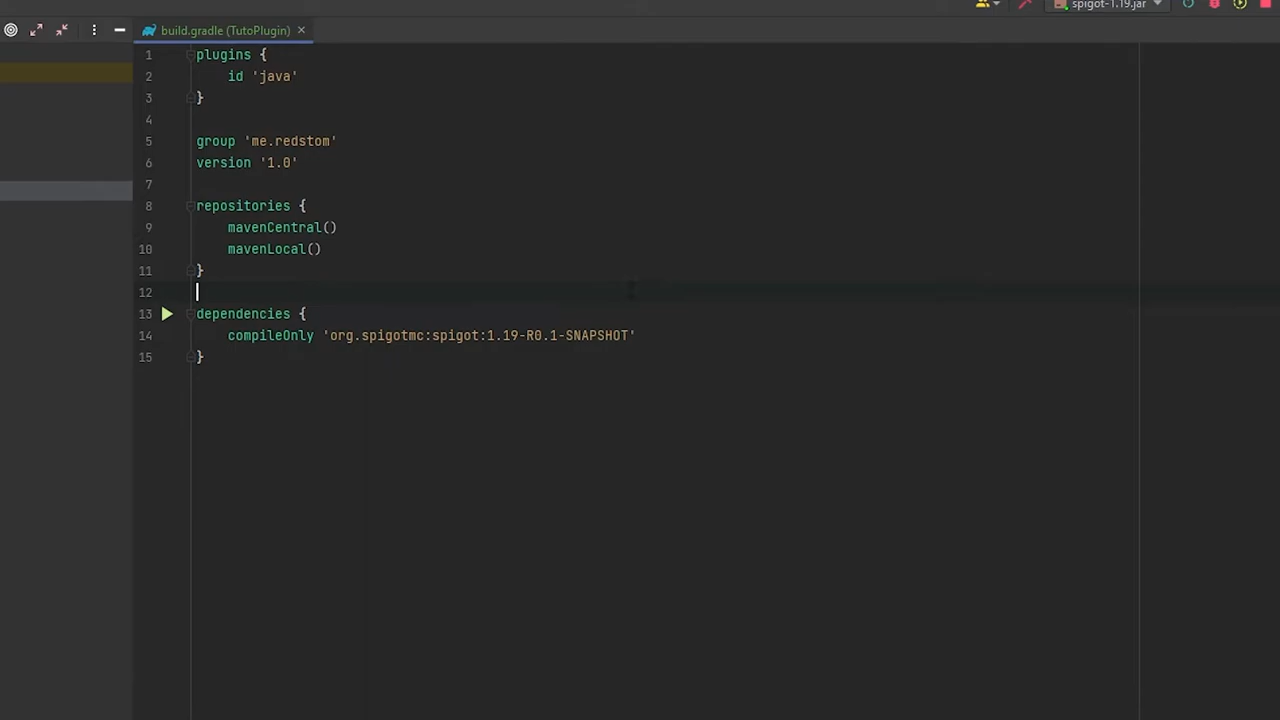 spigot-1.19.jar
build.gradle (TutoPlugin)
1 plugins {
2 id 'java'
3 }
4
5 group 'me.redstom'
6 version '1.0'
7
8 repositories {
9 mavenCentral()
10 mavenLocal()
11 }
12
13 dependencies {
14 compileOnly 'org.spigotmc:spigot:1.19-R0.1-SNAPSHOT'
15 }